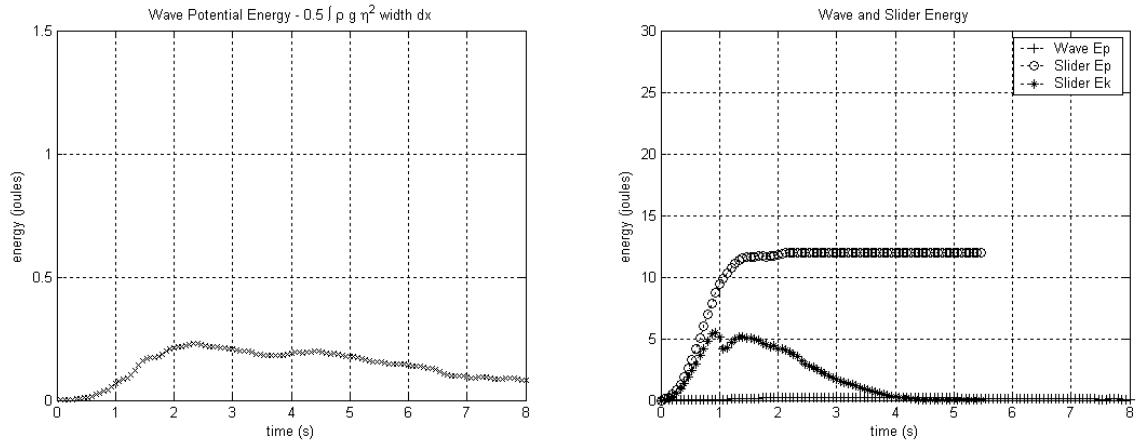 Wave Potential Energy - 0.5 ∫ ρ g η² width dx
1.5
1
0.5
0
energy (joules)
0 1 2 3 4 5 6 7 8
time (s)
Wave and Slider Energy
Wave Ep
Slider Ep
Slider Ek
30
25
20
15
10
5
0
energy (joules)
0 1 2 3 4 5 6 7 8
time (s)